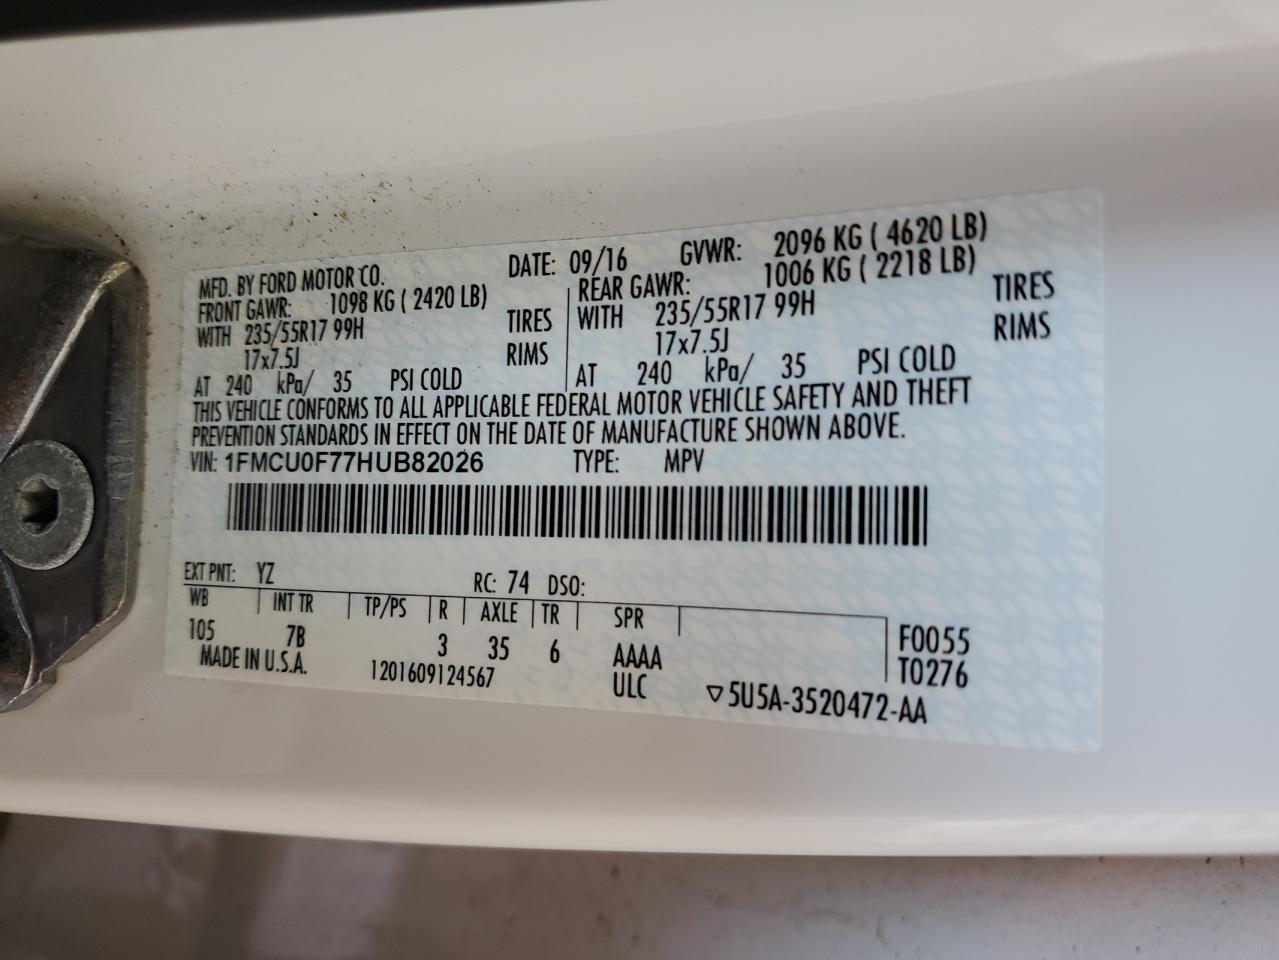 MFD. BY FORD MOTOR CO. DATE: 09/16 GVWR: 2096 KG ( 4620 LB)
FRONT GAWR: 1098 KG ( 2420 LB) REAR GAWR: 1006 KG ( 2218 LB)
WITH 235/55R17 99H TIRES WITH 235/55R17 99H TIRES
17x7.5J RIMS 17x7.5J RIMS
AT 240 kPa/ 35 PSI COLD AT 240 kPa/ 35 PSI COLD
THIS VEHICLE CONFORMS TO ALL APPLICABLE FEDERAL MOTOR VEHICLE SAFETY AND THEFT
PREVENTION STANDARDS IN EFFECT ON THE DATE OF MANUFACTURE SHOWN ABOVE.
VIN: 1FMCU0F77HUB82026 TYPE: MPV
EXT PNT: YZ RC: 74 DSO:
WB INT TR TP/PS R AXLE TR SPR F0055
105 7B 3 35 6 AAAA T0276
MADE IN U.S.A. 1201609124567 ULC ▽5U5A-3520472-AA